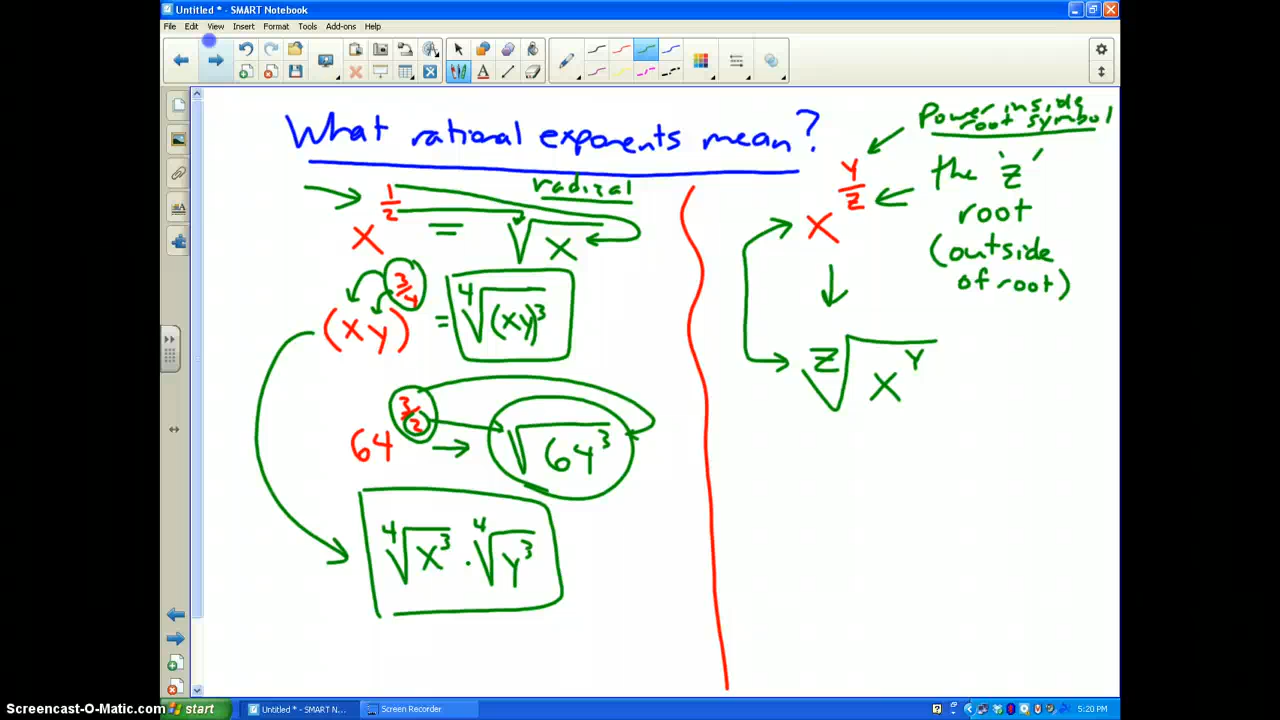 Untitled * - SMART Notebook
File Edit View Insert Format Tools Add-ons Help
What rational exponents mean?
Power inside
root symbol
the 'z'
root
(outside
of root)
radical
x^(1/2) = √x
x^(y/z)
(xy)^(3/4) = ⁴√(xy)³
ᶻ√x^y
64^(3/2) → √64³
⁴√x³ · ⁴√y³
Screencast-O-Matic.com
start
Untitled * - SMART N...
Screen Recorder
5:20 PM